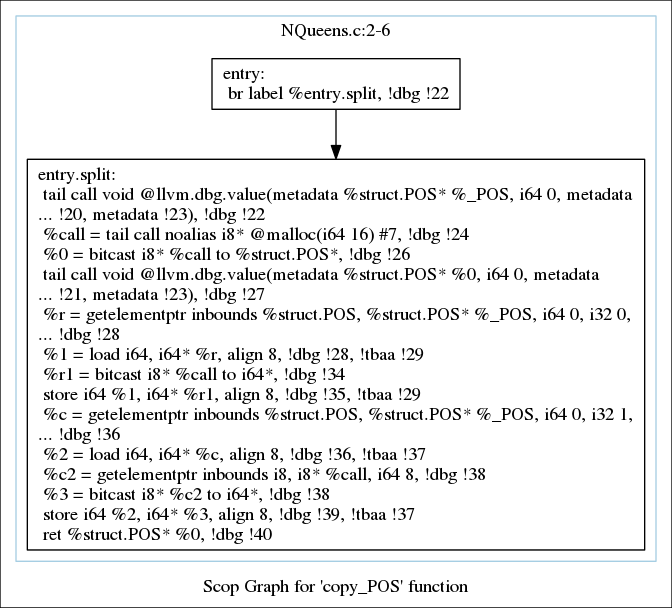 NQueens.c:2-6
entry:
br label %entry.split, !dbg !22
entry.split:
tail call void @llvm.dbg.value(metadata %struct.POS* %_POS, i64 0, metadata
... !20, metadata !23), !dbg !22
%call = tail call noalias i8* @malloc(i64 16) #7, !dbg !24
%0 = bitcast i8* %call to %struct.POS*, !dbg !26
tail call void @llvm.dbg.value(metadata %struct.POS* %0, i64 0, metadata
... !21, metadata !23), !dbg !27
%r = getelementptr inbounds %struct.POS, %struct.POS* %_POS, i64 0, i32 0,
... !dbg !28
%1 = load i64, i64* %r, align 8, !dbg !28, !tbaa !29
%r1 = bitcast i8* %call to i64*, !dbg !34
store i64 %1, i64* %r1, align 8, !dbg !35, !tbaa !29
%c = getelementptr inbounds %struct.POS, %struct.POS* %_POS, i64 0, i32 1,
... !dbg !36
%2 = load i64, i64* %c, align 8, !dbg !36, !tbaa !37
%c2 = getelementptr inbounds i8, i8* %call, i64 8, !dbg !38
%3 = bitcast i8* %c2 to i64*, !dbg !38
store i64 %2, i64* %3, align 8, !dbg !39, !tbaa !37
ret %struct.POS* %0, !dbg !40
Scop Graph for 'copy_POS' function